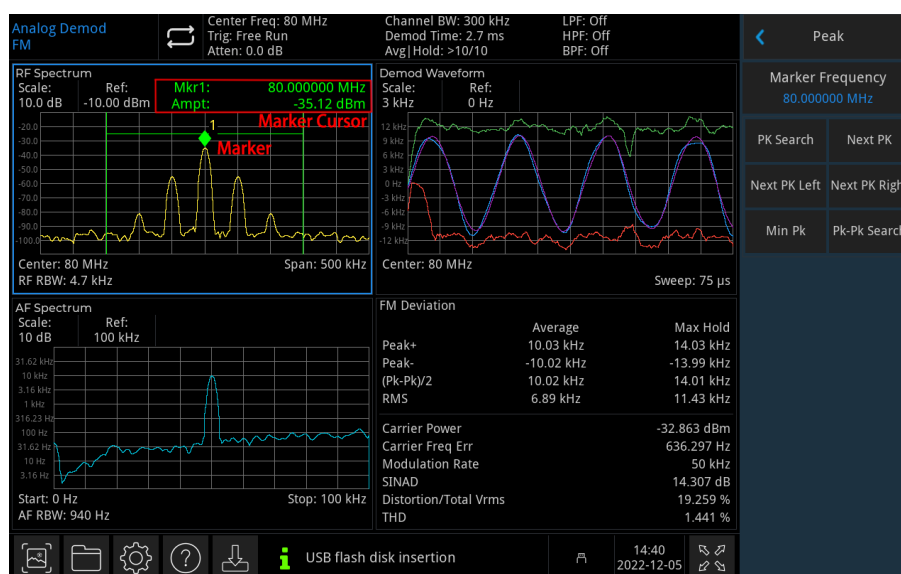 Analog Demod
FM
Center Freq: 80 MHz
Trig: Free Run
Atten: 0.0 dB
Channel BW: 300 kHz
Demod Time: 2.7 ms
Avg|Hold: >10/10
LPF: Off
HPF: Off
BPF: Off
Peak
Marker Frequency
80.000000 MHz
PK Search
Next PK
Next PK Left
Next PK Righ
Min Pk
Pk-Pk Searc
RF Spectrum
Scale: Ref: Mkr1: 80.000000 MHz
10.0 dB -10.00 dBm Ampt: -35.12 dBm
Marker Cursor
1
Marker
-20.0
-30.0
-40.0
-50.0
-60.0
-70.0
-80.0
-90.0
-100.0
Center: 80 MHz Span: 500 kHz
RF RBW: 4.7 kHz
Demod Waveform
Scale: Ref:
3 kHz 0 Hz
12 kHz
9 kHz
6 kHz
3 kHz
0 Hz
-3 kHz
-6 kHz
-9 kHz
-12 kHz
Center: 80 MHz
Sweep: 75 µs
AF Spectrum
Scale: Ref:
10 dB 100 kHz
31.62 kHz
10 kHz
3.16 kHz
1 kHz
316.23 Hz
100 Hz
31.62 Hz
10 Hz
3.16 Hz
Start: 0 Hz Stop: 100 kHz
AF RBW: 940 Hz
FM Deviation
Average Max Hold
Peak+ 10.03 kHz 14.03 kHz
Peak- -10.02 kHz -13.99 kHz
(Pk-Pk)/2 10.02 kHz 14.01 kHz
RMS 6.89 kHz 11.43 kHz
Carrier Power -32.863 dBm
Carrier Freq Err 636.297 Hz
Modulation Rate 50 kHz
SINAD 14.307 dB
Distortion/Total Vrms 19.259 %
THD 1.441 %
USB flash disk insertion
14:40
2022-12-05